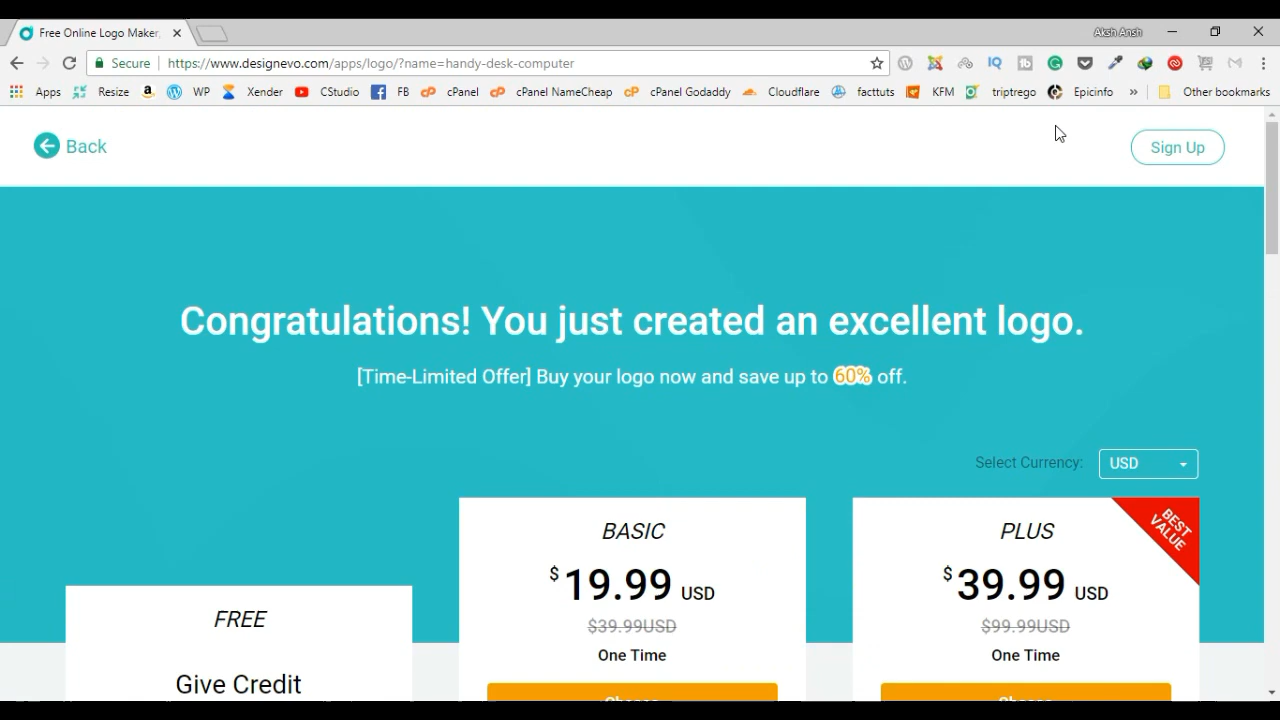 Free Online Logo Maker,
Aksh Ansh
Secure https://www.designevo.com/apps/logo/?name=handy-desk-computer
Apps Resize WP Xender CStudio FB cPanel cPanel NameCheap cPanel Godaddy Cloudflare facttuts KFM triptrego Epicinfo » Other bookmarks
Back
Sign Up
Congratulations! You just created an excellent logo.
[Time-Limited Offer] Buy your logo now and save up to 60% off.
Select Currency: USD
BEST VALUE
BASIC
$19.99 USD
$39.99USD
One Time
PLUS
$39.99 USD
$99.99USD
One Time
FREE
Give Credit